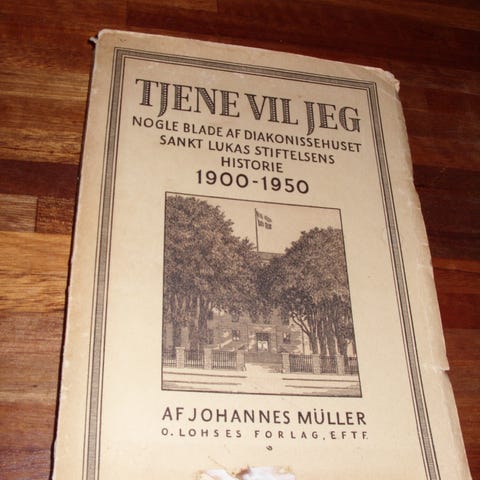 TJENE VIL JEG
NOGLE BLADE AF DIAKONISSEHUSET
SANKT LUKAS STIFTELSENS
HISTORIE
1900-1950
AF JOHANNES MÜLLER
O. LOHSES FORLAG, EFTF.